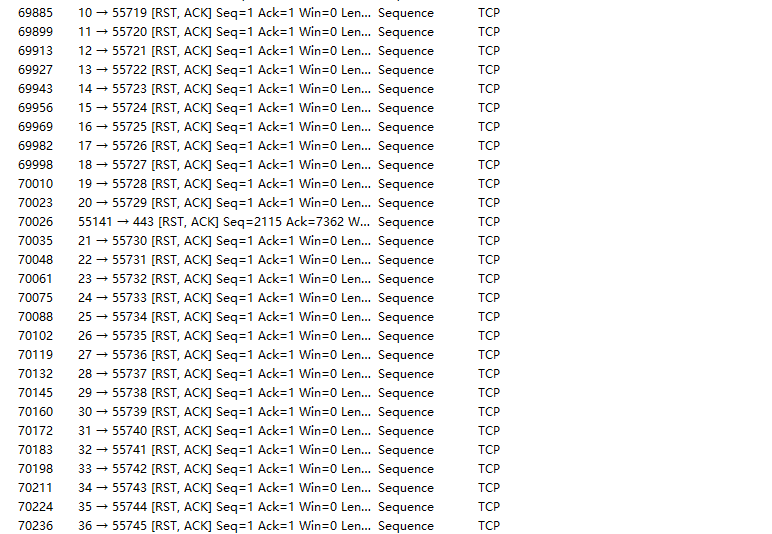 69885 10 → 55719 [RST, ACK] Seq=1 Ack=1 Win=0 Len... Sequence TCP
69899 11 → 55720 [RST, ACK] Seq=1 Ack=1 Win=0 Len... Sequence TCP
69913 12 → 55721 [RST, ACK] Seq=1 Ack=1 Win=0 Len... Sequence TCP
69927 13 → 55722 [RST, ACK] Seq=1 Ack=1 Win=0 Len... Sequence TCP
69943 14 → 55723 [RST, ACK] Seq=1 Ack=1 Win=0 Len... Sequence TCP
69956 15 → 55724 [RST, ACK] Seq=1 Ack=1 Win=0 Len... Sequence TCP
69969 16 → 55725 [RST, ACK] Seq=1 Ack=1 Win=0 Len... Sequence TCP
69982 17 → 55726 [RST, ACK] Seq=1 Ack=1 Win=0 Len... Sequence TCP
69998 18 → 55727 [RST, ACK] Seq=1 Ack=1 Win=0 Len... Sequence TCP
70010 19 → 55728 [RST, ACK] Seq=1 Ack=1 Win=0 Len... Sequence TCP
70023 20 → 55729 [RST, ACK] Seq=1 Ack=1 Win=0 Len... Sequence TCP
70026 55141 → 443 [RST, ACK] Seq=2115 Ack=7362 W... Sequence TCP
70035 21 → 55730 [RST, ACK] Seq=1 Ack=1 Win=0 Len... Sequence TCP
70048 22 → 55731 [RST, ACK] Seq=1 Ack=1 Win=0 Len... Sequence TCP
70061 23 → 55732 [RST, ACK] Seq=1 Ack=1 Win=0 Len... Sequence TCP
70075 24 → 55733 [RST, ACK] Seq=1 Ack=1 Win=0 Len... Sequence TCP
70088 25 → 55734 [RST, ACK] Seq=1 Ack=1 Win=0 Len... Sequence TCP
70102 26 → 55735 [RST, ACK] Seq=1 Ack=1 Win=0 Len... Sequence TCP
70119 27 → 55736 [RST, ACK] Seq=1 Ack=1 Win=0 Len... Sequence TCP
70132 28 → 55737 [RST, ACK] Seq=1 Ack=1 Win=0 Len... Sequence TCP
70145 29 → 55738 [RST, ACK] Seq=1 Ack=1 Win=0 Len... Sequence TCP
70160 30 → 55739 [RST, ACK] Seq=1 Ack=1 Win=0 Len... Sequence TCP
70172 31 → 55740 [RST, ACK] Seq=1 Ack=1 Win=0 Len... Sequence TCP
70183 32 → 55741 [RST, ACK] Seq=1 Ack=1 Win=0 Len... Sequence TCP
70198 33 → 55742 [RST, ACK] Seq=1 Ack=1 Win=0 Len... Sequence TCP
70211 34 → 55743 [RST, ACK] Seq=1 Ack=1 Win=0 Len... Sequence TCP
70224 35 → 55744 [RST, ACK] Seq=1 Ack=1 Win=0 Len... Sequence TCP
70236 36 → 55745 [RST, ACK] Seq=1 Ack=1 Win=0 Len... Sequence TCP